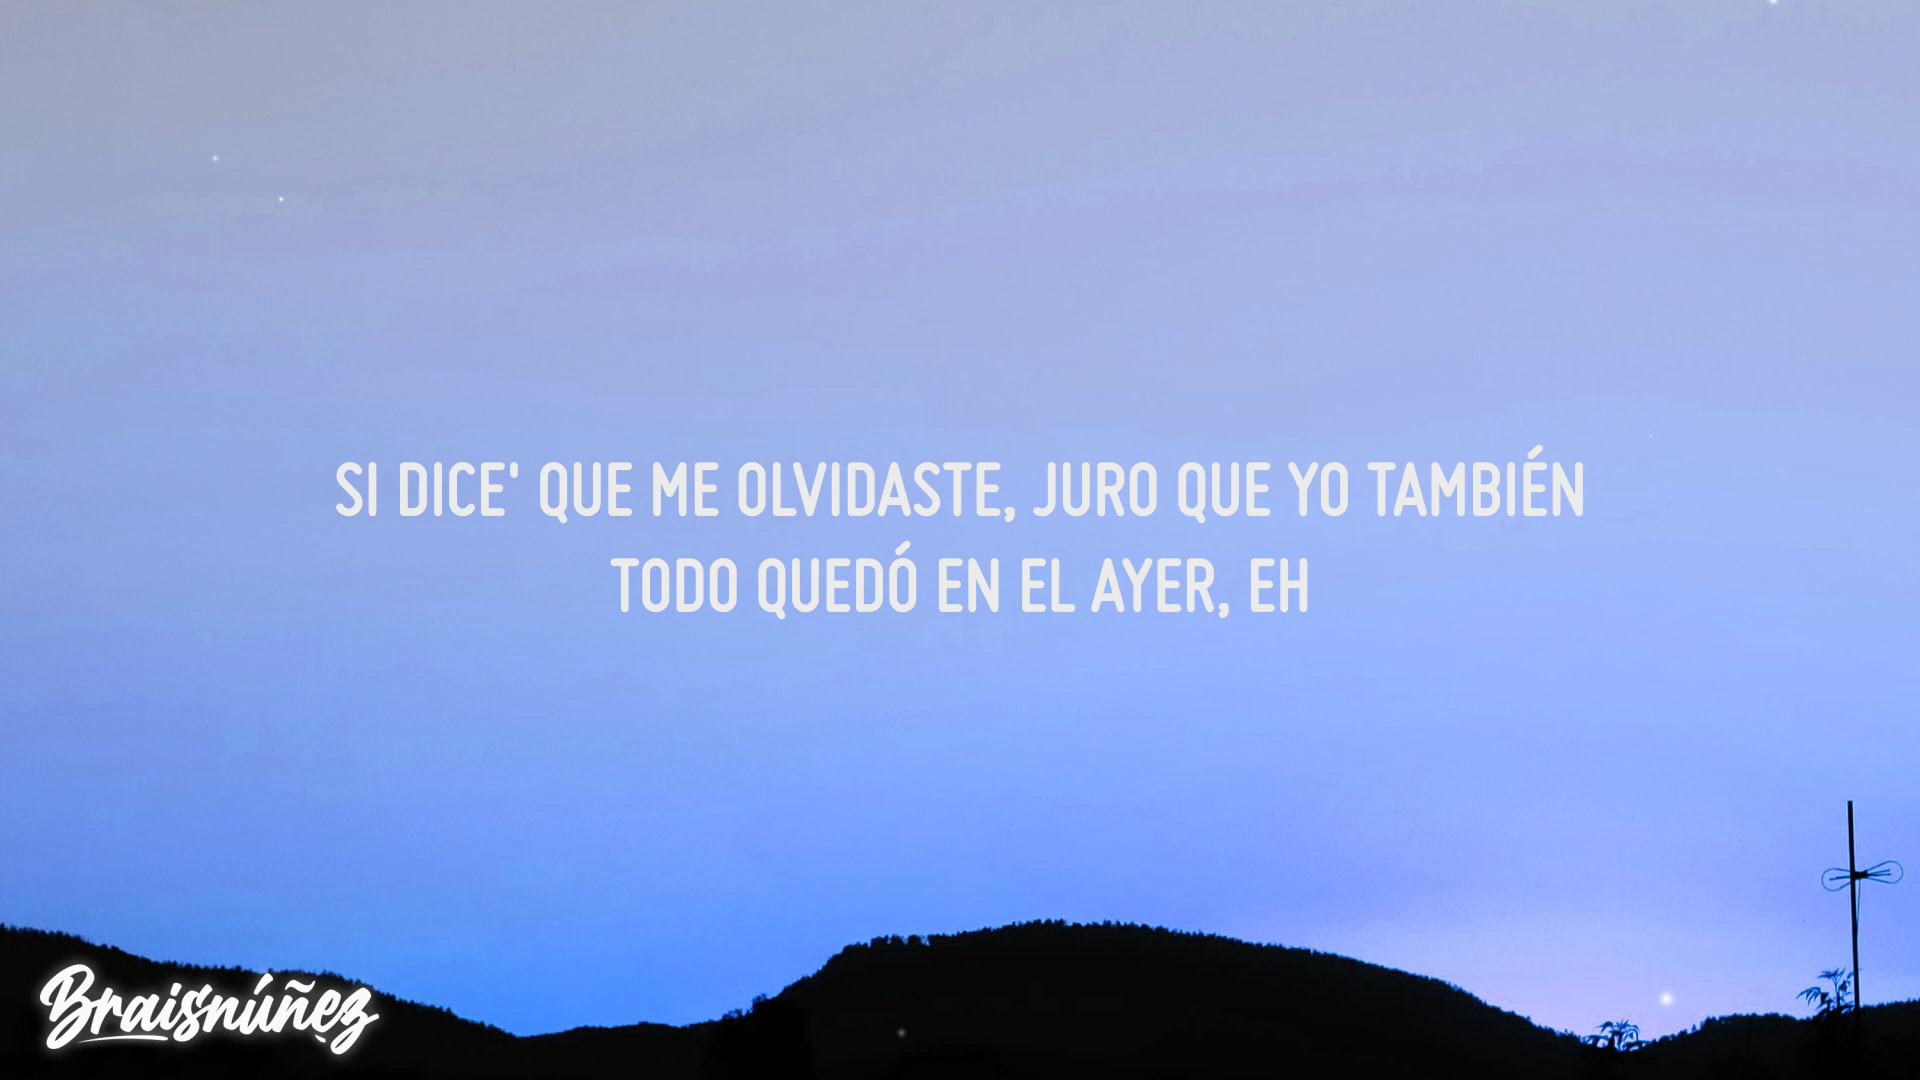 SI DICE' QUE ME OLVIDASTE, JURO QUE YO TAMBIÉN
TODO QUEDÓ EN EL AYER, EH
Braisnúñez